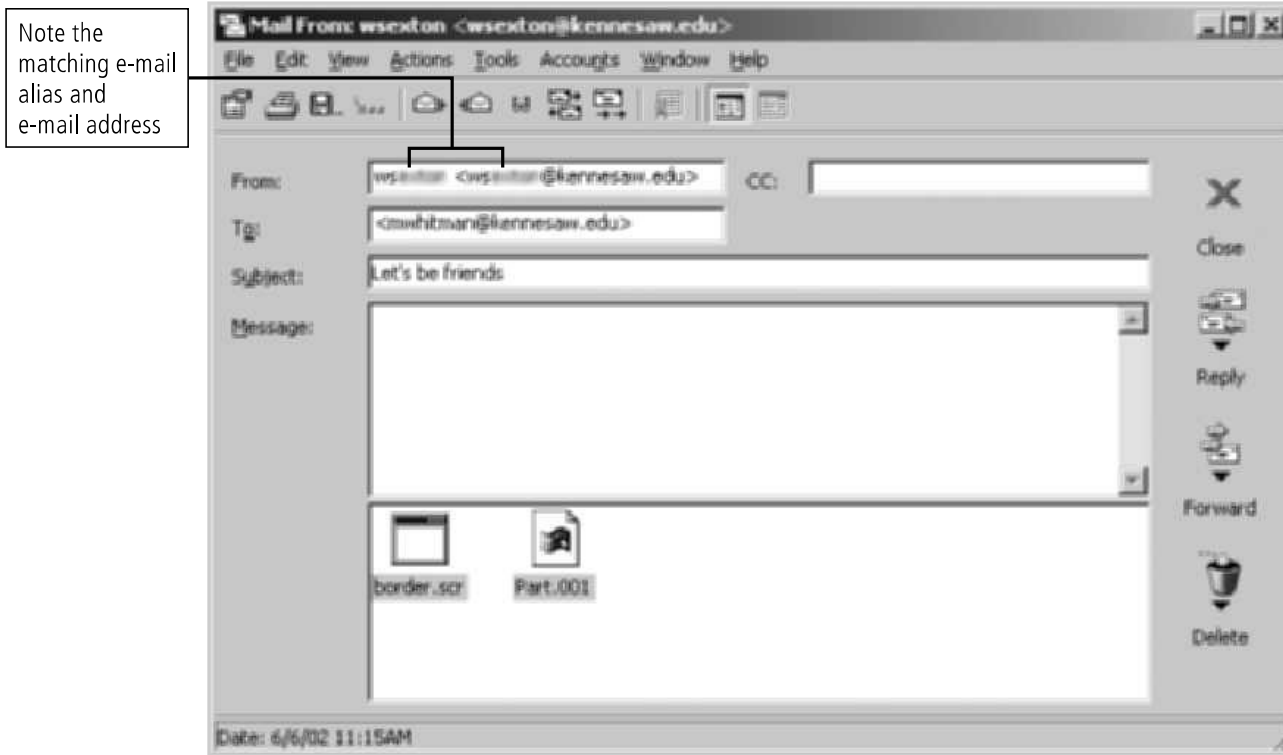 Note the
matching e-mail
alias and
e-mail address
Mail From: wsexton <wsexton@kennesaw.edu>
File Edit View Actions Tools Accounts Window Help
From:
ws <ws @kennesaw.edu>
CC:
To:
<mwhitman@kennesaw.edu>
Subject:
Let's be friends
Message:
Close
Reply
Forward
Delete
border.scr
Part.001
Date: 6/6/02 11:15AM